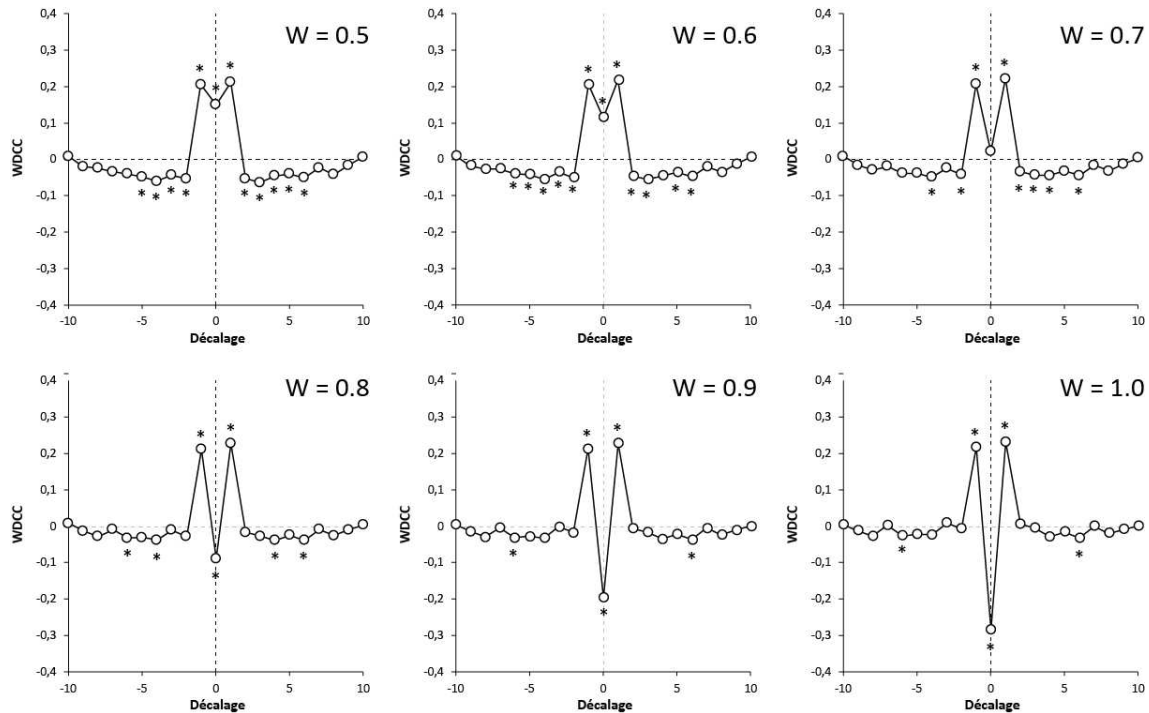 W = 0.5
0,4
0,3
0,2
0,1
0
-0,1
-0,2
-0,3
-0,4
WDCC
* * *
* * * * * * * * *
-10 -5 0 5 10
Décalage
W = 0.6
0,4
0,3
0,2
0,1
0
-0,1
-0,2
-0,3
-0,4
WDCC
* * *
* * * * * * * * *
-10 -5 0 5 10
Décalage
W = 0.7
0,4
0,3
0,2
0,1
0
-0,1
-0,2
-0,3
-0,4
WDCC
* *
* * * * * *
-10 -5 0 5 10
Décalage
W = 0.8
0,4
0,3
0,2
0,1
0
-0,1
-0,2
-0,3
-0,4
WDCC
* *
* * * * *
-10 -5 0 5 10
Décalage
W = 0.9
0,4
0,3
0,2
0,1
0
-0,1
-0,2
-0,3
-0,4
WDCC
* *
* * *
-10 -5 0 5 10
Décalage
W = 1.0
0,4
0,3
0,2
0,1
0
-0,1
-0,2
-0,3
-0,4
WDCC
* *
* * *
-10 -5 0 5 10
Décalage